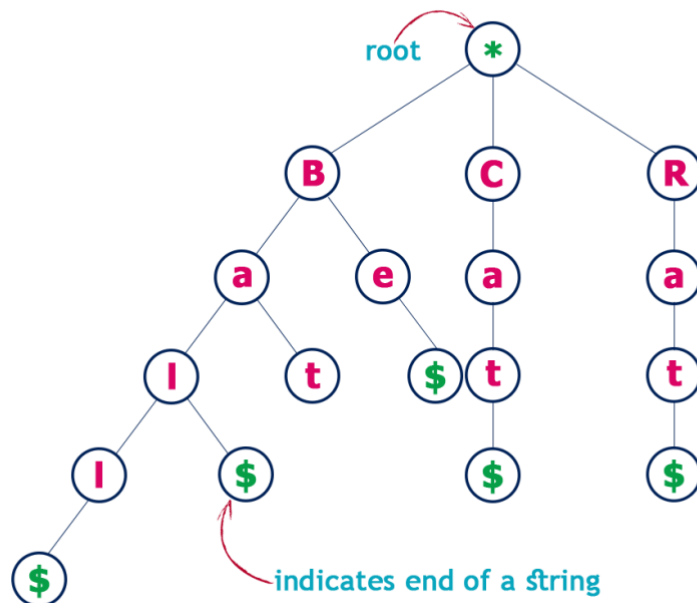 root *
B C R
a e a a
l t $ t t
l $ $ $
$ indicates end of a string